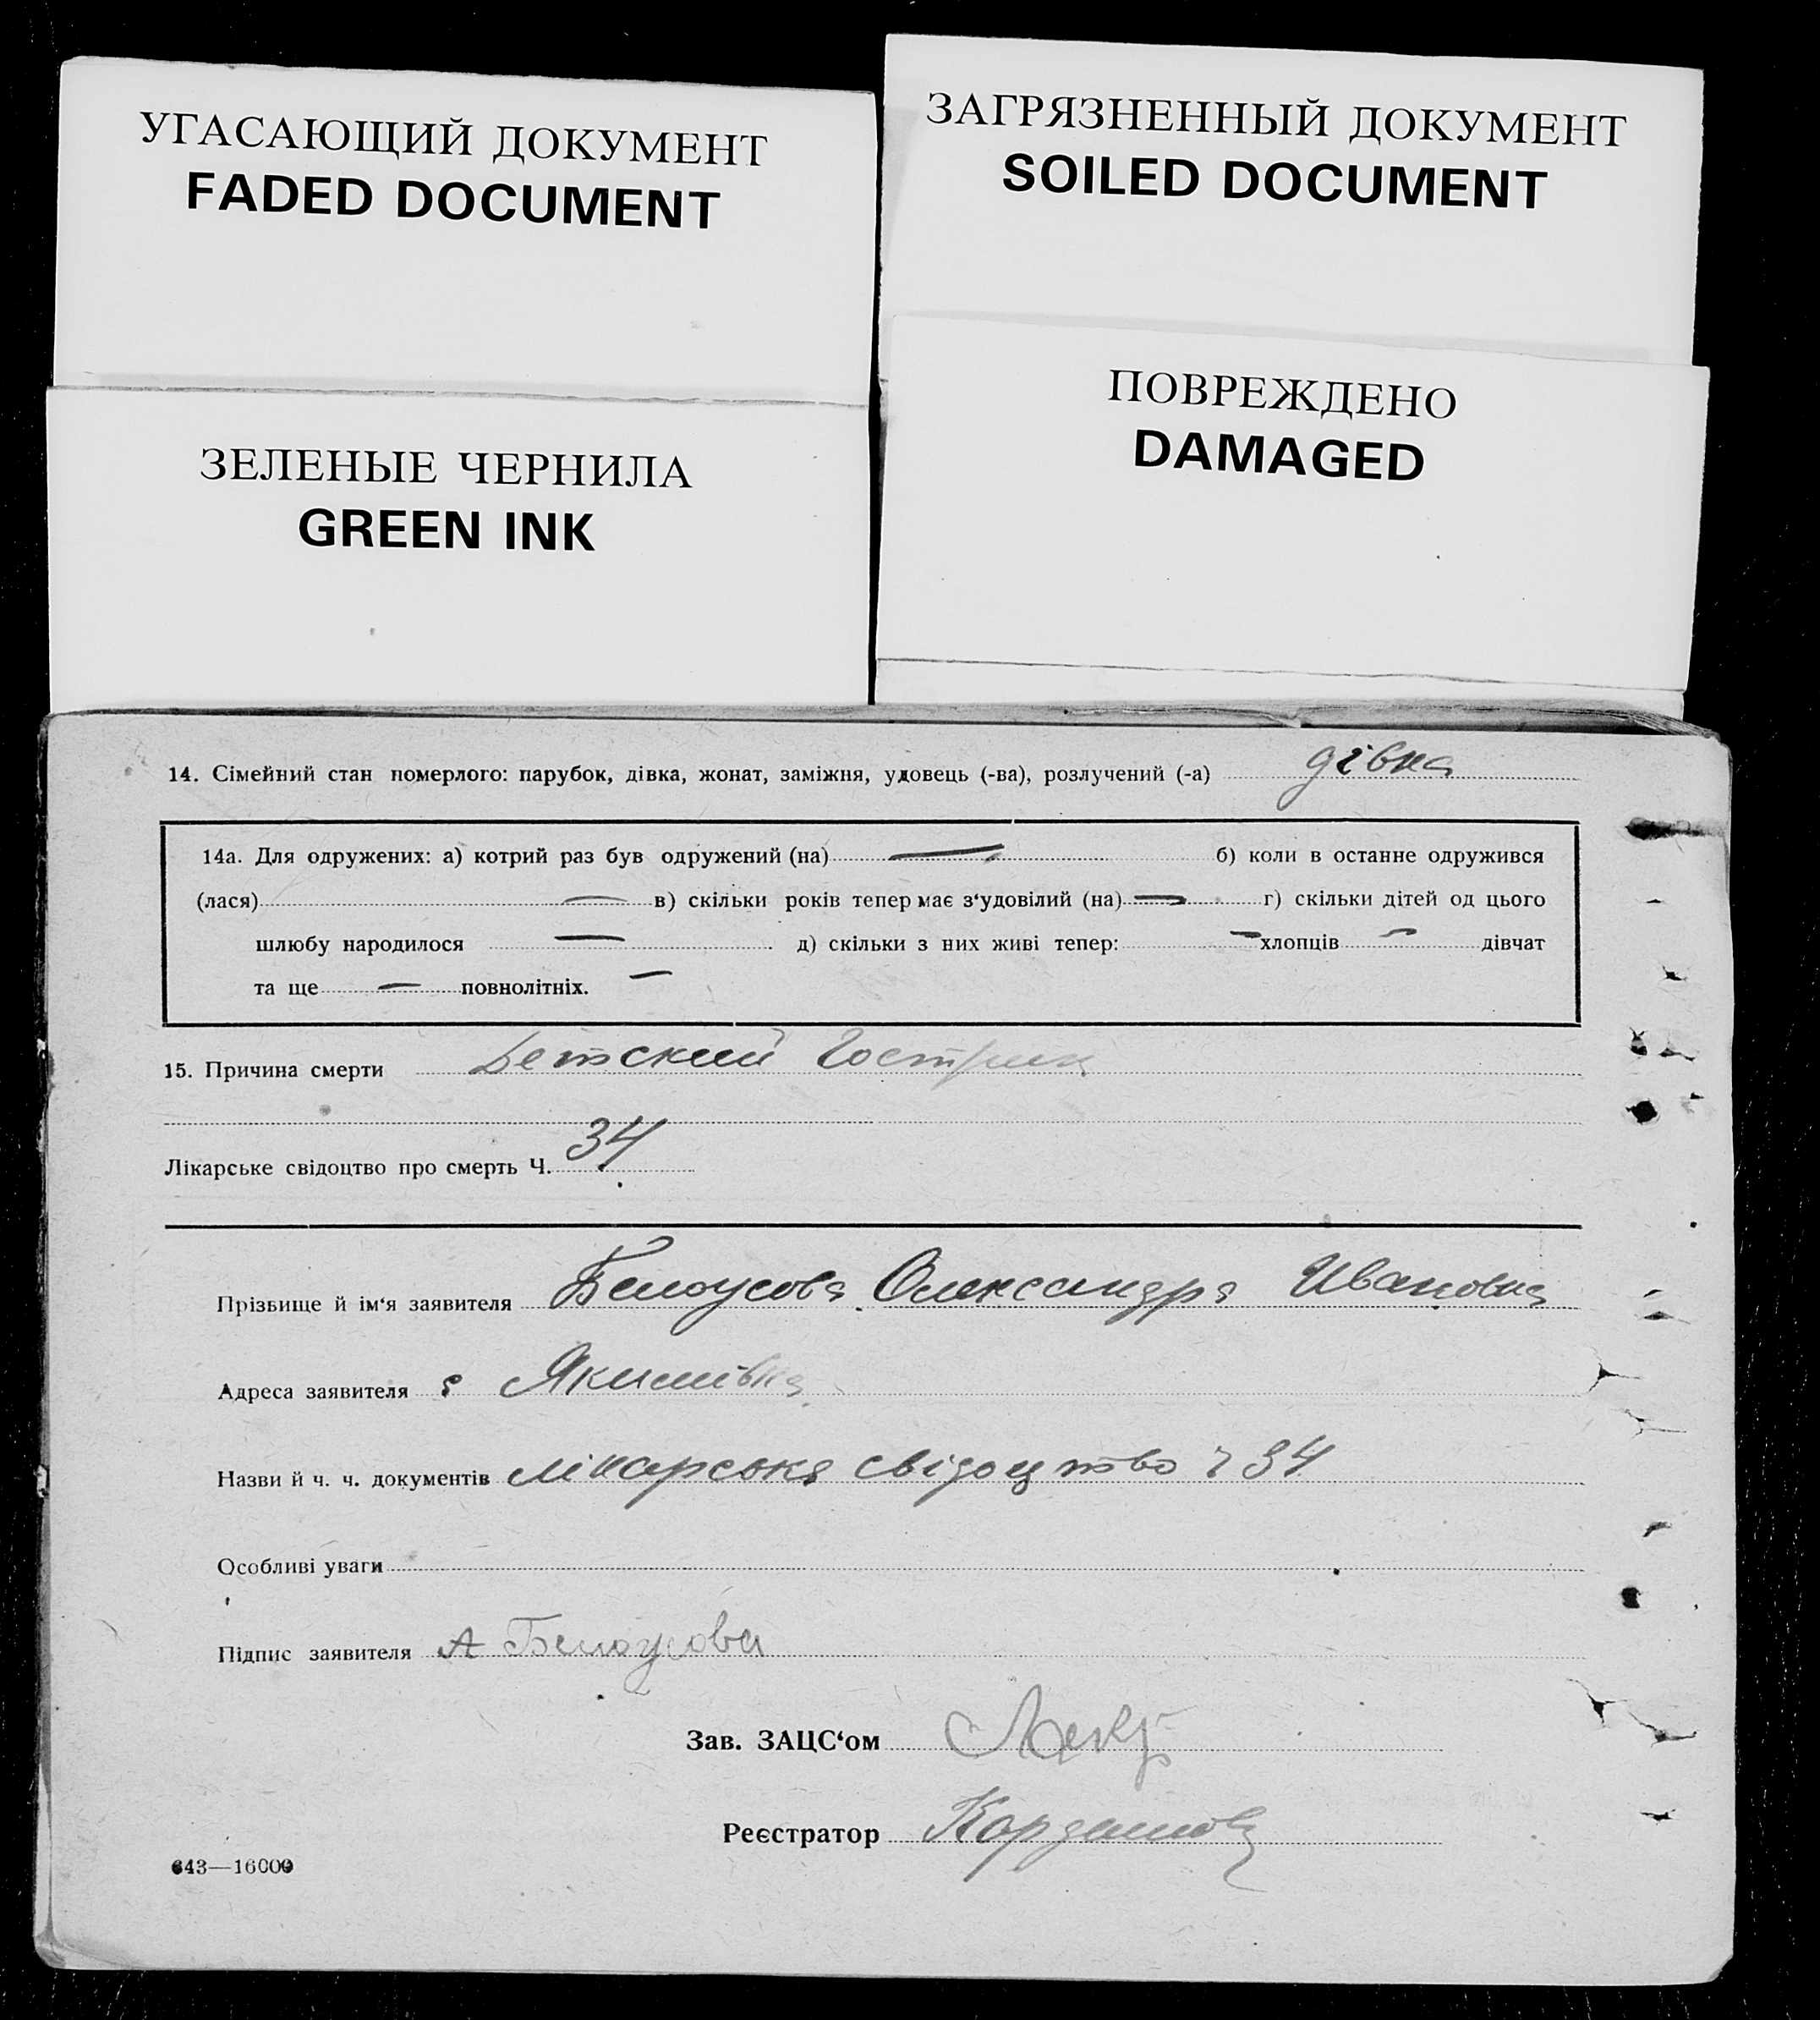 УГАСАЮЩИЙ ДОКУМЕНТ
FADED DOCUMENT
ЗАГРЯЗНЕННЫЙ ДОКУМЕНТ
SOILED DOCUMENT
ЗЕЛЕНЫЕ ЧЕРНИЛА
GREEN INK
ПОВРЕЖДЕНО
DAMAGED
14. Сімейний стан померлого: парубок, дівка, жонат, заміжня, удовець (-ва), розлучений (-а) дівка
14а. Для одружених: а) котрий раз був одружений (на) — б) коли в останне одружився
(лася) — в) скільки років тепер має з‘удовілий (на) — г) скільки дітей од цього
шлюбу народилося — д) скільки з них живі тепер: — хлопців — дівчат
та ще — повнолітніх. —
15. Причина смерти Детский
Лікарське свідоцтво про смерть Ч. 34
Прізвище й ім‘я заявителя Белоусова Олександра Ивановна
Адреса заявителя с Якимівка
Назви й ч. ч. документів лікарська свідоцтво ч 34
Особливі уваги
Підпис заявителя А Белоусова
Зав. ЗАЦС‘ом
Реєстратор
643—16000